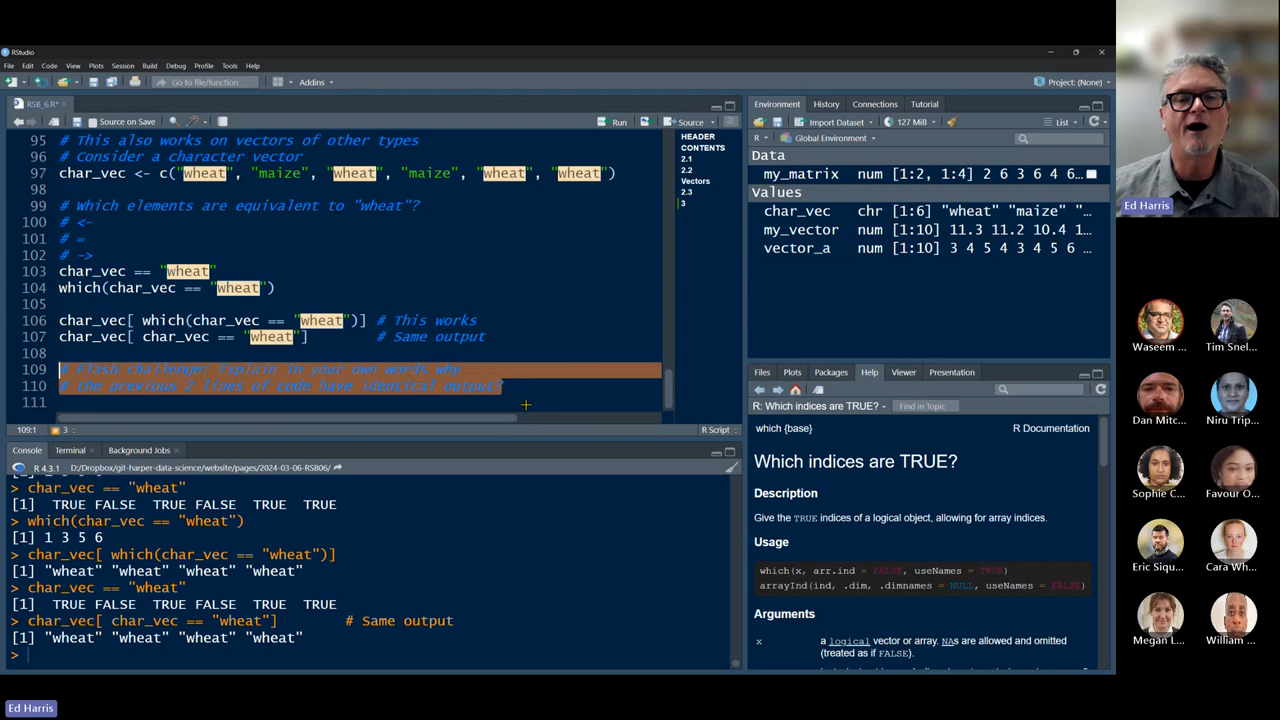 RStudio
File Edit Code View Plots Session Build Debug Profile Tools Help
Go to file/function Addins Project: (None)
RSB_6.R*
Source on Save Run Source
95 # This also works on vectors of other types
96 # Consider a character vector
97 char_vec <- c("wheat", "maize", "wheat", "maize", "wheat", "wheat")
98
99 # Which elements are equivalent to "wheat"?
100 # <-
101 # =
102 # ->
103 char_vec == "wheat"
104 which(char_vec == "wheat")
105
106 char_vec[ which(char_vec == "wheat")] # This works
107 char_vec[ char_vec == "wheat"] # Same output
108
109 # Flash challenge: Explain in your own words why
110 # the previous 2 lines of code have identical output?
111
109:1 3 R Script
HEADER
CONTENTS
2.1
2.2
Vectors
2.3
3
Console Terminal Background Jobs
R 4.3.1 · D:/Dropbox/git-harper-data-science/website/pages/2024-03-06-RSB06/
> char_vec == "wheat"
[1] TRUE FALSE TRUE FALSE TRUE TRUE
> which(char_vec == "wheat")
[1] 1 3 5 6
> char_vec[ which(char_vec == "wheat")]
[1] "wheat" "wheat" "wheat" "wheat"
> char_vec == "wheat"
[1] TRUE FALSE TRUE FALSE TRUE TRUE
> char_vec[ char_vec == "wheat"] # Same output
[1] "wheat" "wheat" "wheat" "wheat"
>
Environment History Connections Tutorial
Import Dataset 127 MiB List
R Global Environment
Data
my_matrix num [1:2, 1:4] 2 6 3 6 4 6…
Values
char_vec chr [1:6] "wheat" "maize" "…
my_vector num [1:10] 11.3 11.2 10.4 1…
vector_a num [1:10] 3 4 5 4 3 4 5 6 …
Files Plots Packages Help Viewer Presentation
R: Which indices are TRUE? Find in Topic
which {base} R Documentation
Which indices are TRUE?
Description
Give the TRUE indices of a logical object, allowing for array indices.
Usage
which(x, arr.ind = FALSE, useNames = TRUE)
arrayInd(ind, .dim, .dimnames = NULL, useNames = FALSE)
Arguments
x a logical vector or array. NAs are allowed and omitted
(treated as if FALSE).
Ed Harris
Waseem … Tim Snel…
Dan Mitc… Niru Trip…
Sophie C… Favour O…
Eric Siqu… Cara Wh…
Megan L… William …
Ed Harris